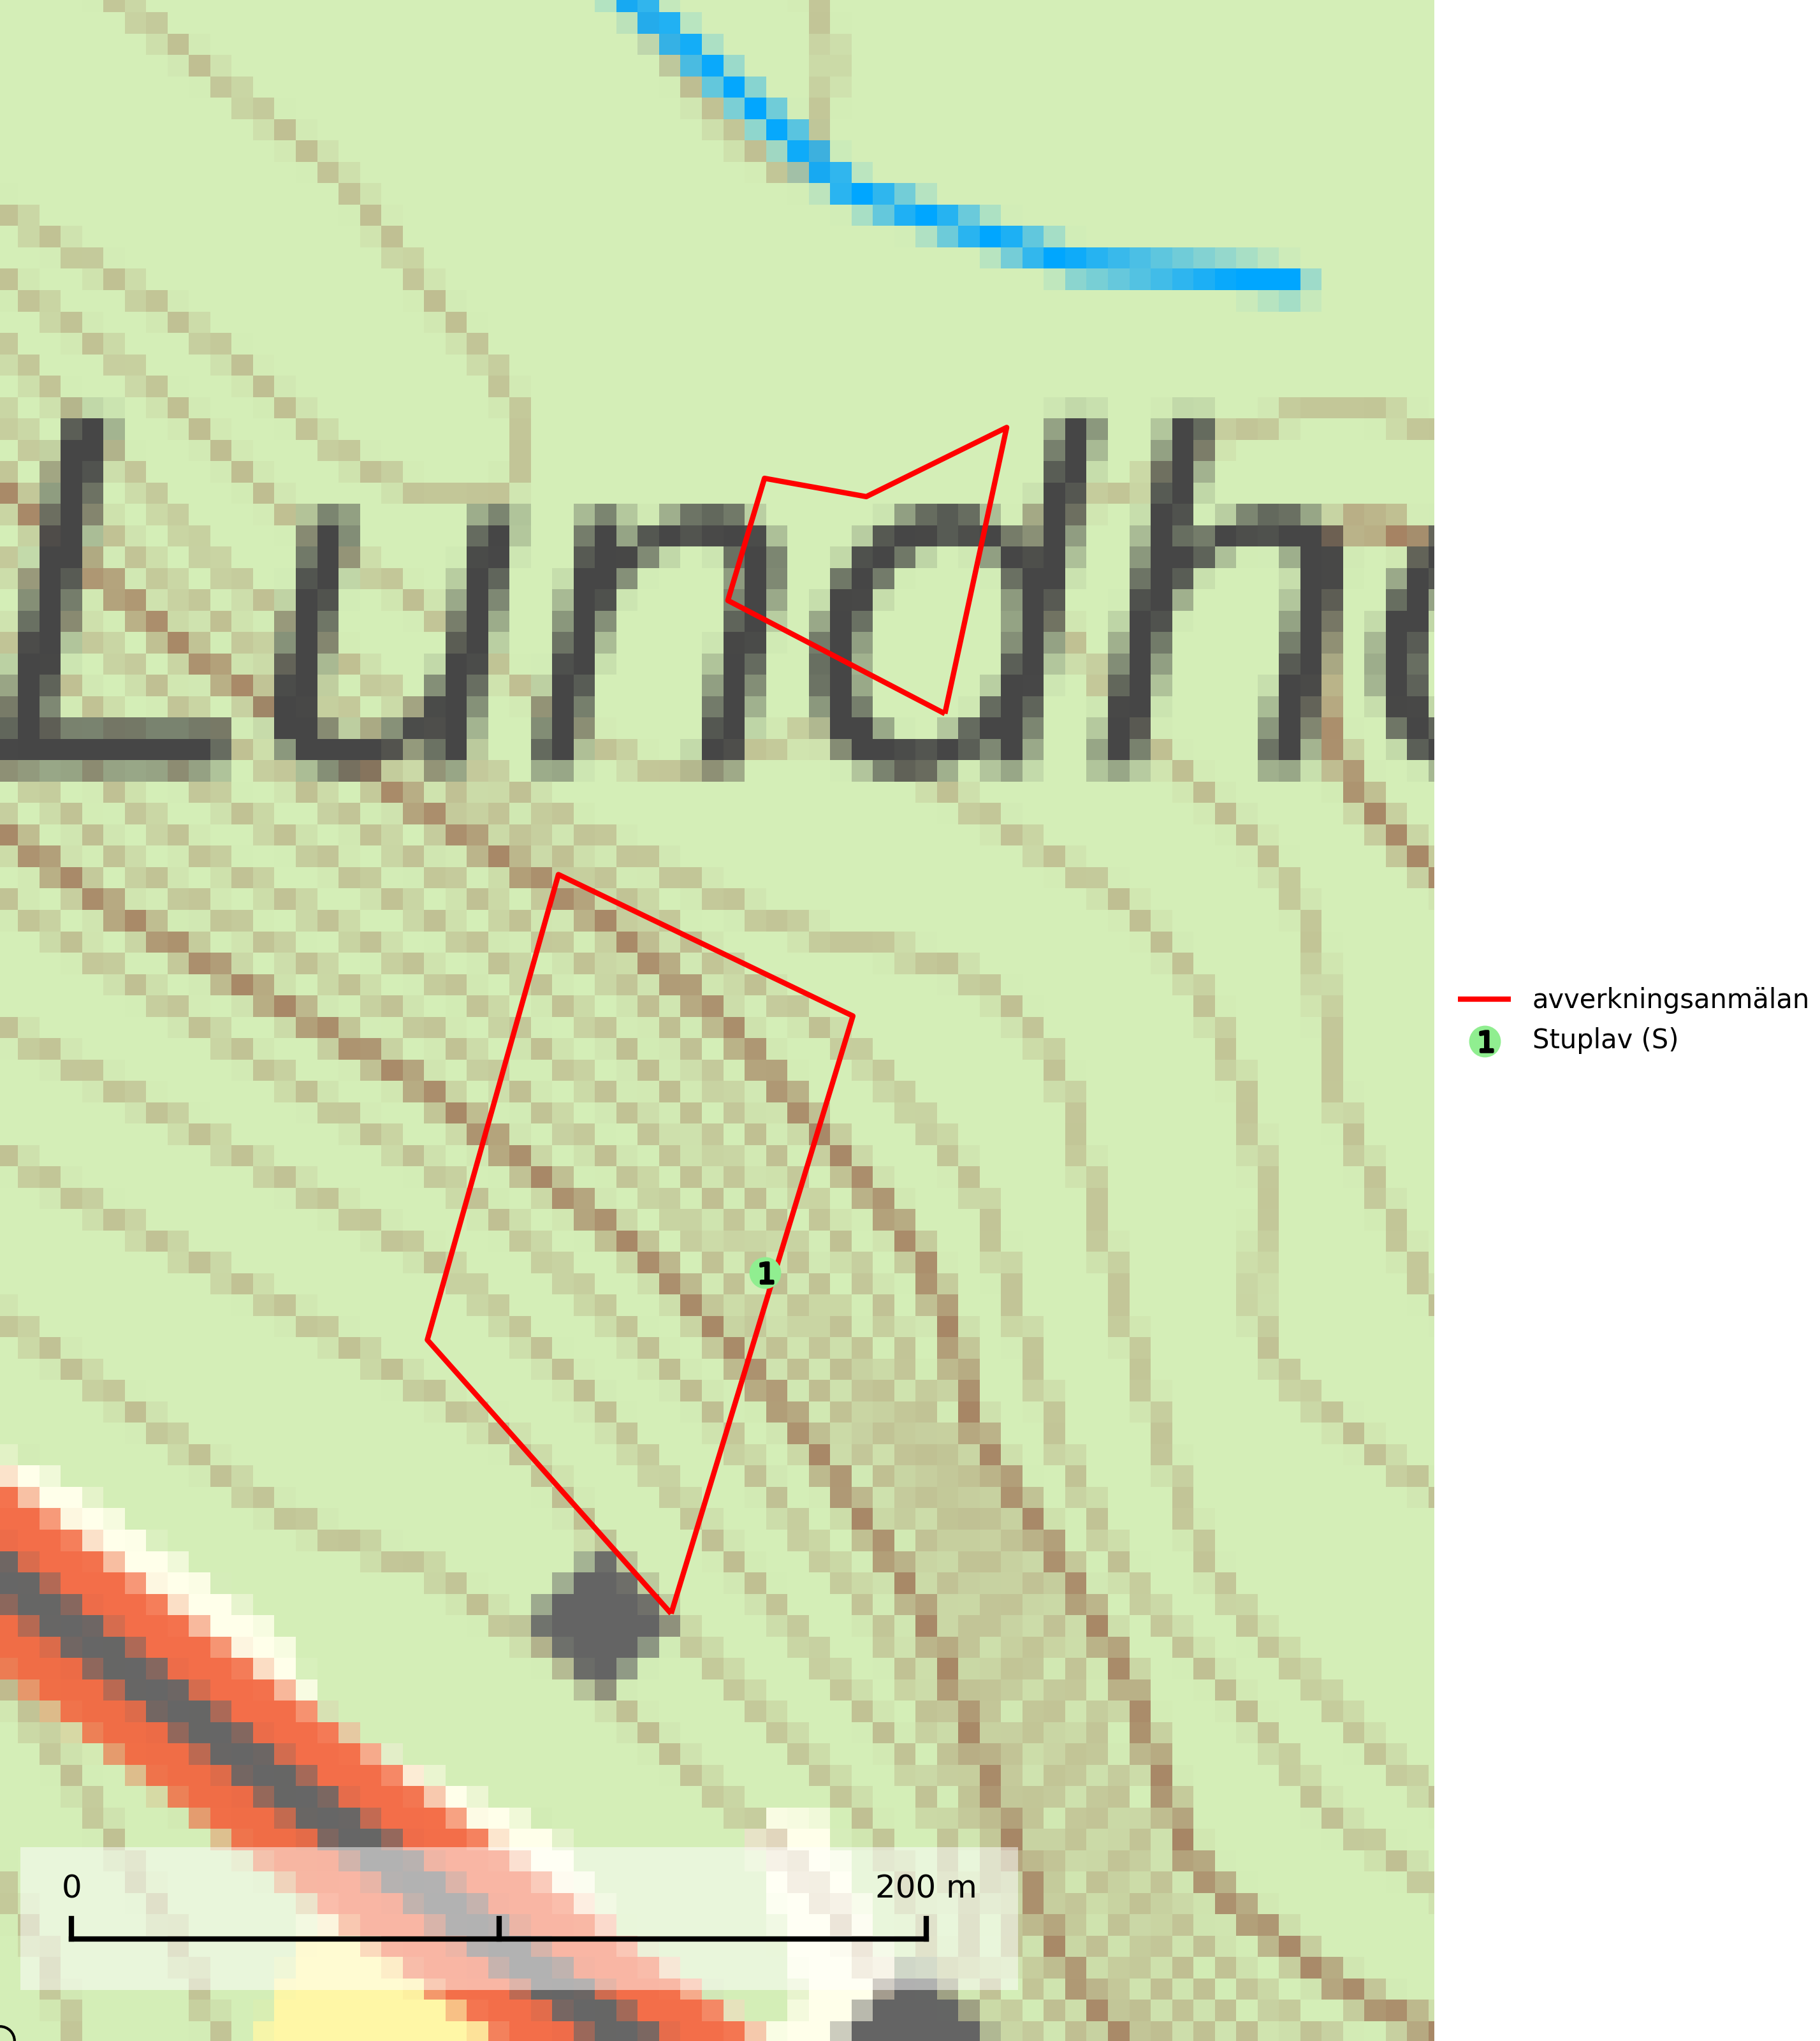 Lundh
avverkningsanmälan
1 Stuplav (S)
1
0 200 m